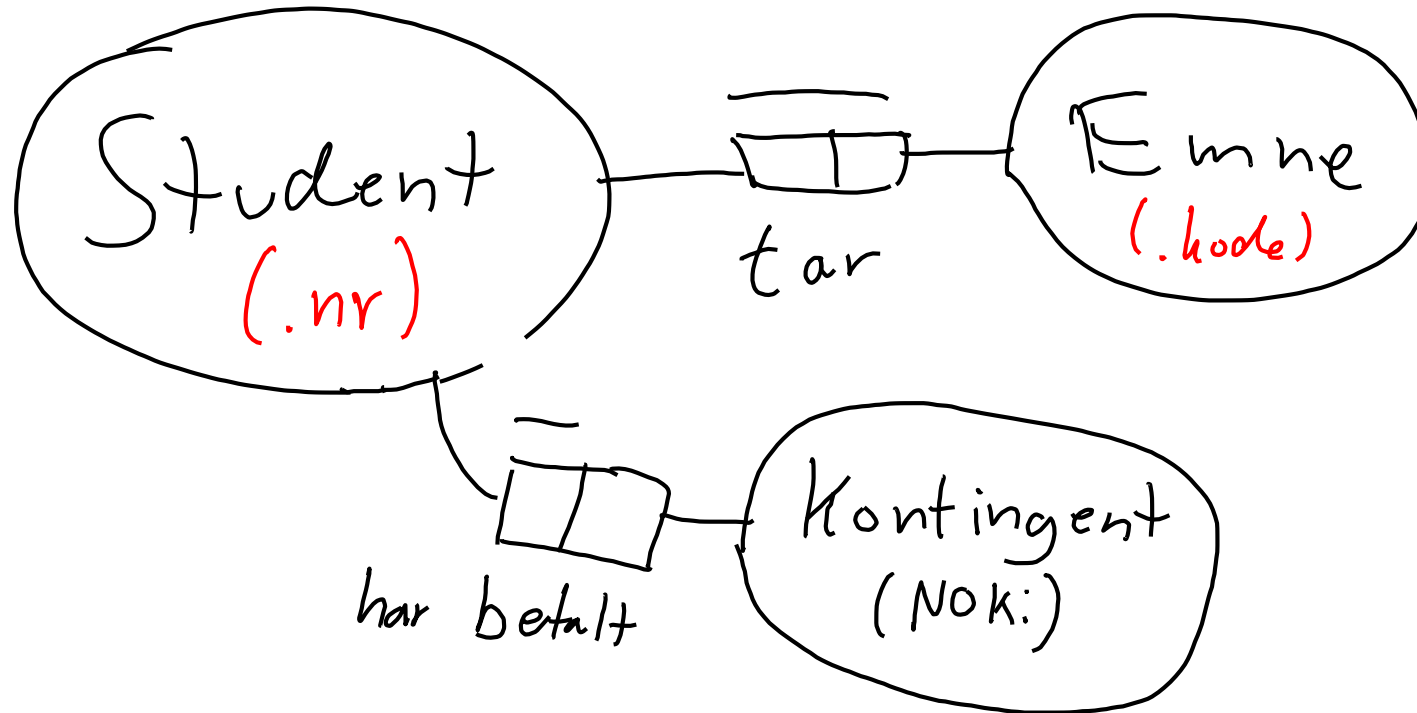 Student
(.nr)
tar
Emne
(.kode)
har betalt
Kontingent
(NOK:)